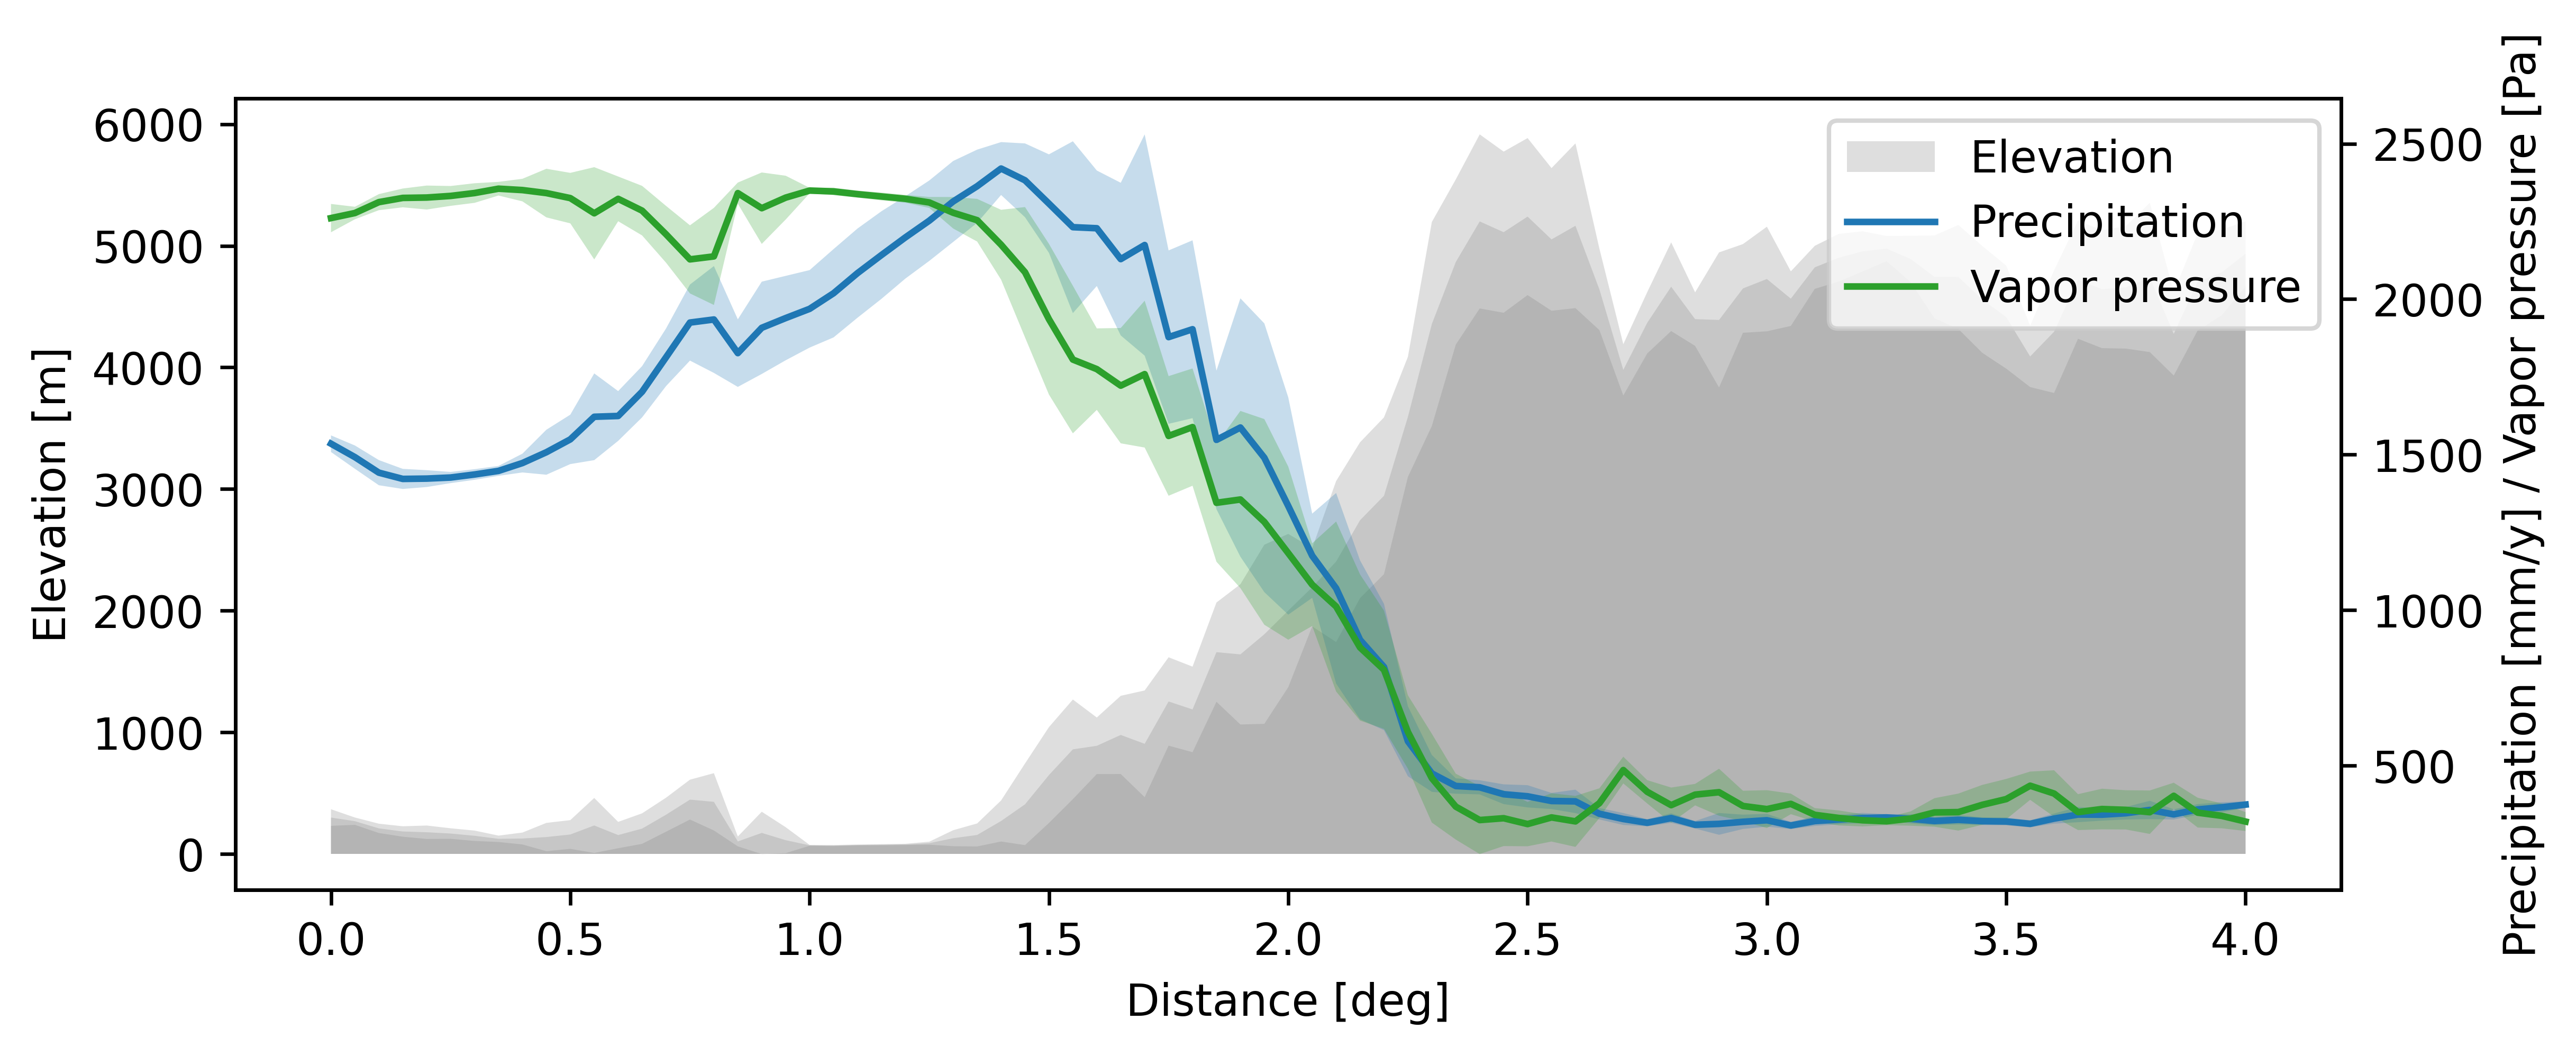 Elevation [m]
6000
5000
4000
3000
2000
1000
0
Elevation
Precipitation
Vapor pressure
2500
2000
1500
1000
500
Precipitation [mm/y] / Vapor pressure [Pa]
0.0 0.5 1.0 1.5 2.0 2.5 3.0 3.5 4.0
Distance [deg]